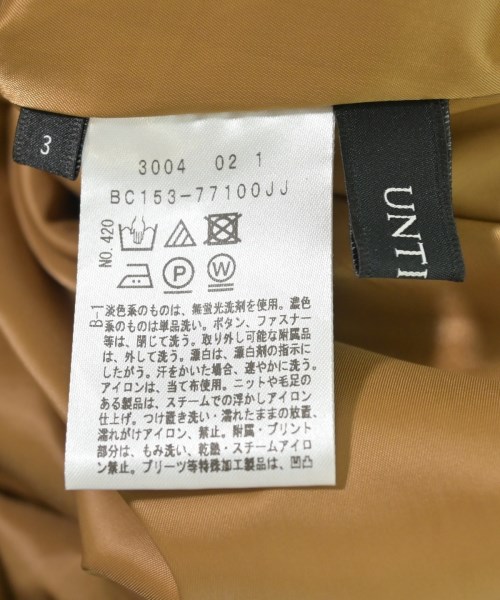 3
3004 02 1
BC153-77100JJ
NO.420
P
W
B-1
淡色系のものは、無蛍光洗剤を使用。濃色
系のものは単品洗い。ボタン、ファスナー
等は、閉じて洗う。取り外し可能な附属品
は、外して洗う。漂白は、漂白剤の指示に
したがう。汗をかいた場合、速やかに洗う。
アイロンは、当て布使用。ニットや毛足の
ある製品は、スチームでの浮かしアイロン
仕上げ。つけ置き洗い・濡れたままの放置、
濡れがけアイロン、禁止。附属・プリント
部分は、もみ洗い、乾熱・スチームアイロ
ン禁止。プリーツ等特殊加工製品は、凹凸
UNTI